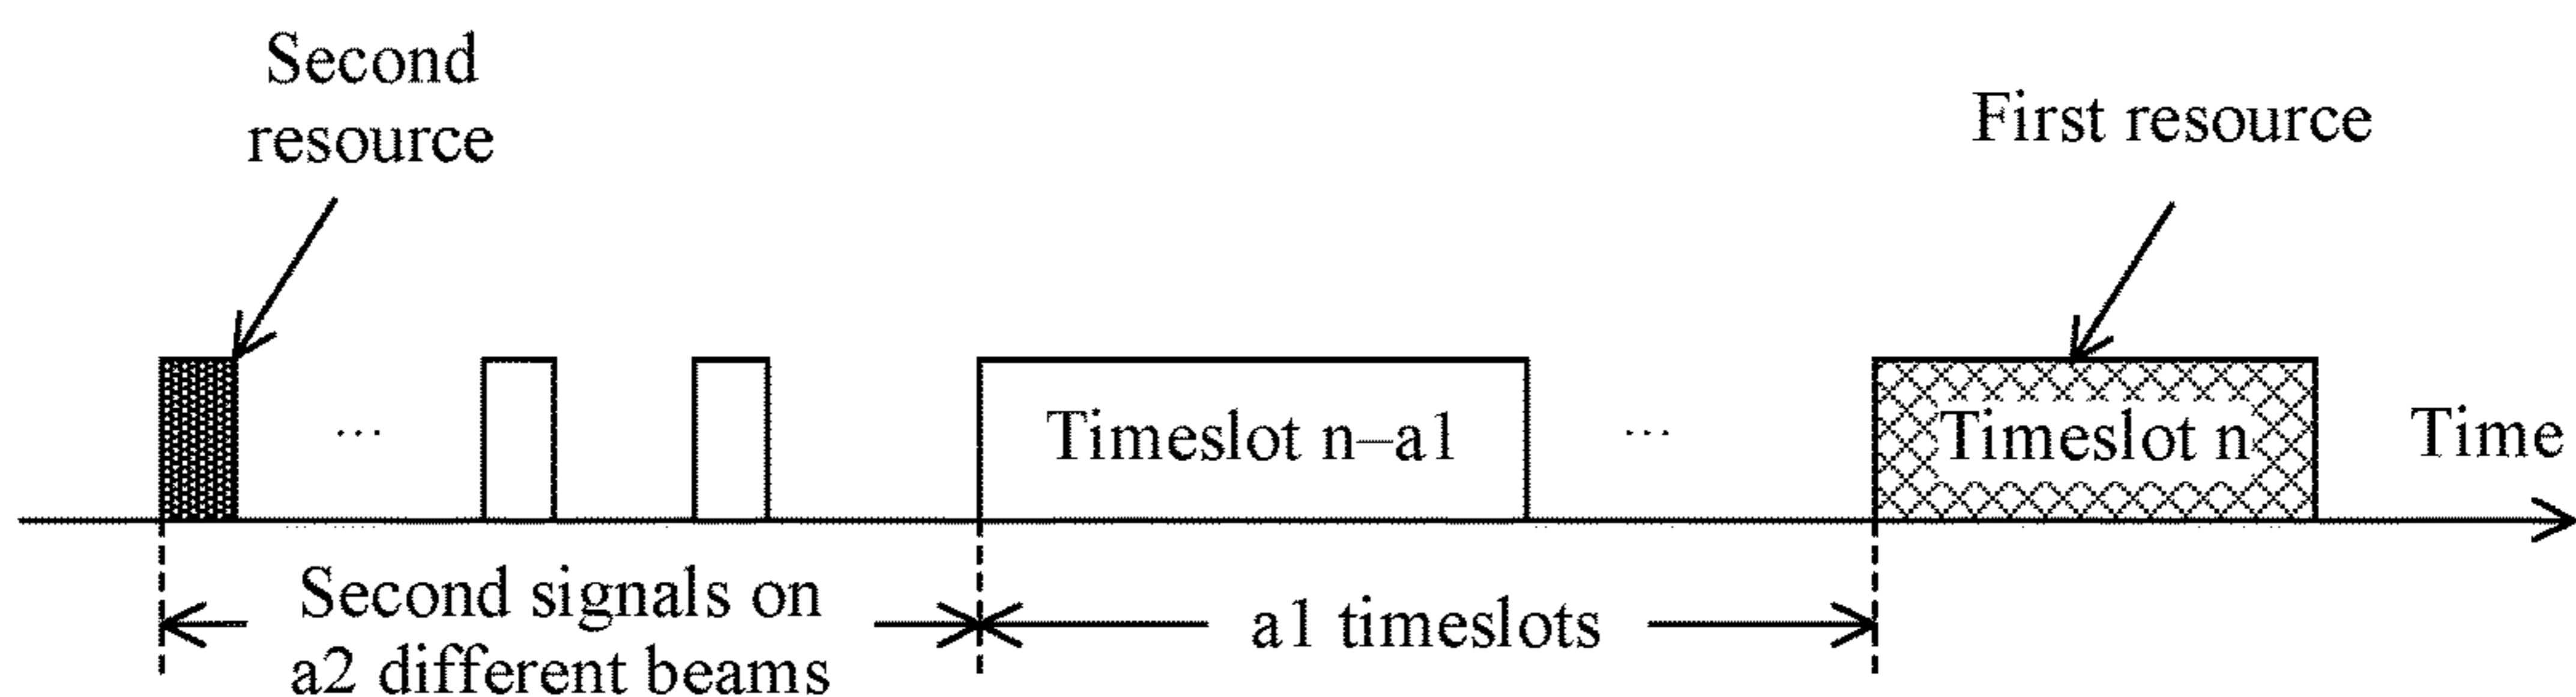 Second
resource
First resource
...
Timeslot n–a1
...
Timeslot n
Time
Second signals on
a2 different beams
a1 timeslots